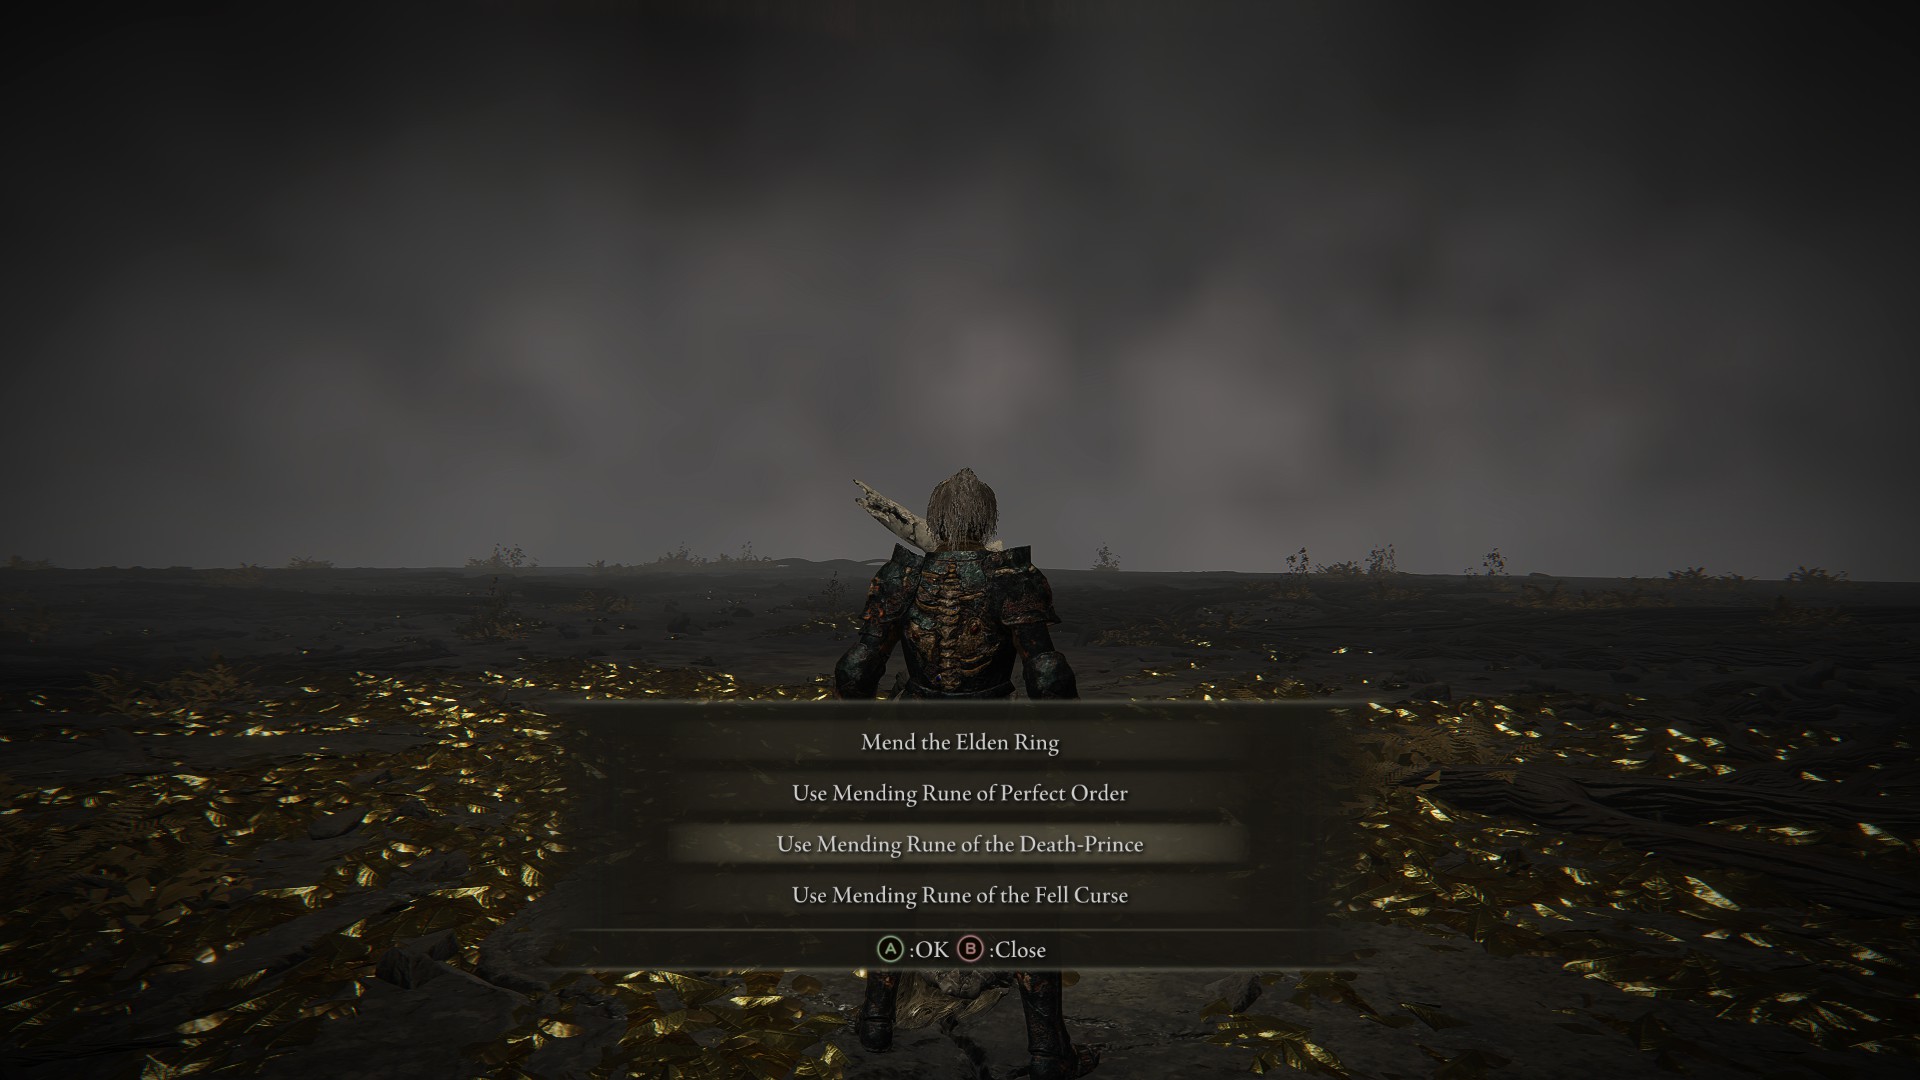 Mend the Elden Ring
Use Mending Rune of Perfect Order
Use Mending Rune of the Death-Prince
Use Mending Rune of the Fell Curse
A :OK B :Close